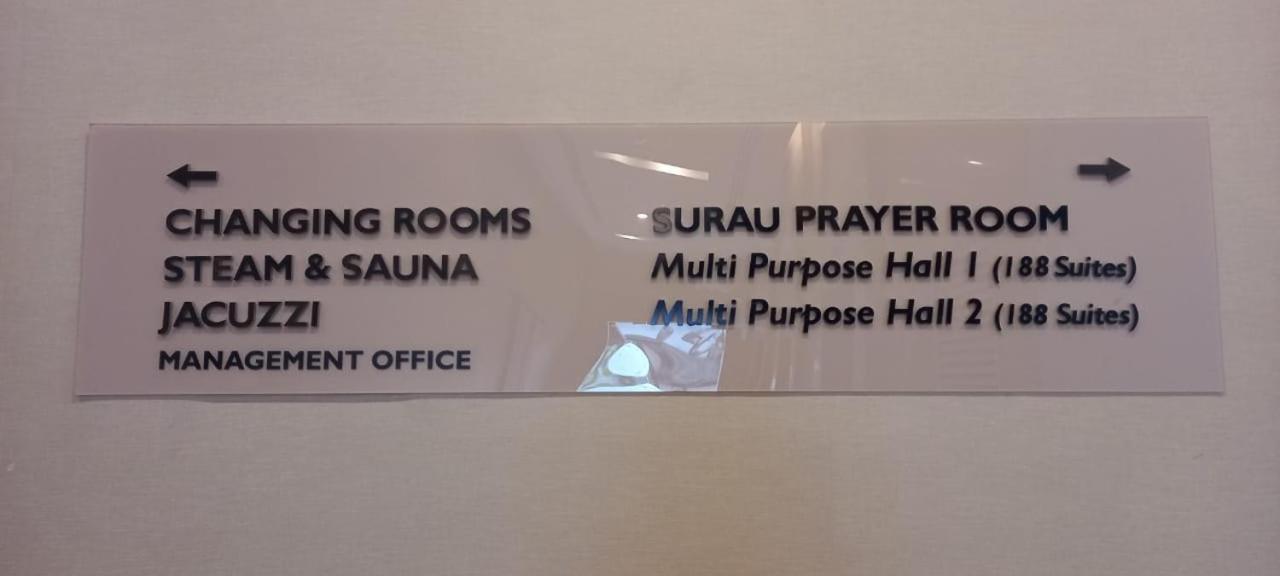 CHANGING ROOMS
STEAM & SAUNA
JACUZZI
MANAGEMENT OFFICE
SURAU PRAYER ROOM
Multi Purpose Hall 1 (188 Suites)
Multi Purpose Hall 2 (188 Suites)